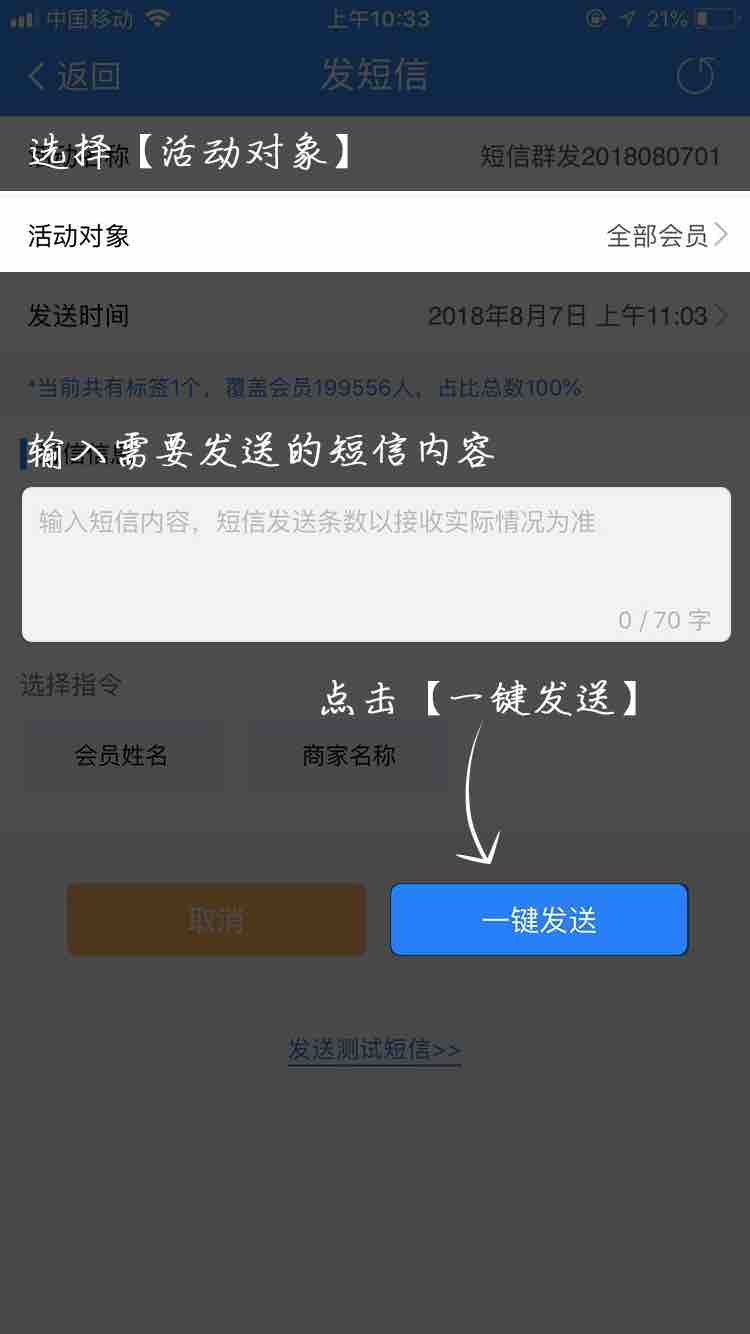 中国移动 上午10:33 21%
返回 发短信
选择【活动对象】
活动名称 短信群发2018080701
活动对象 全部会员
发送时间 2018年8月7日 上午11:03
*当前共有标签1个，覆盖会员199556人，占比总数100%
输入需要发送的短信内容
输入短信内容，短信发送条数以接收实际情况为准
0 / 70 字
选择指令
点击【一键发送】
会员姓名 商家名称
取消 一键发送
发送测试短信>>